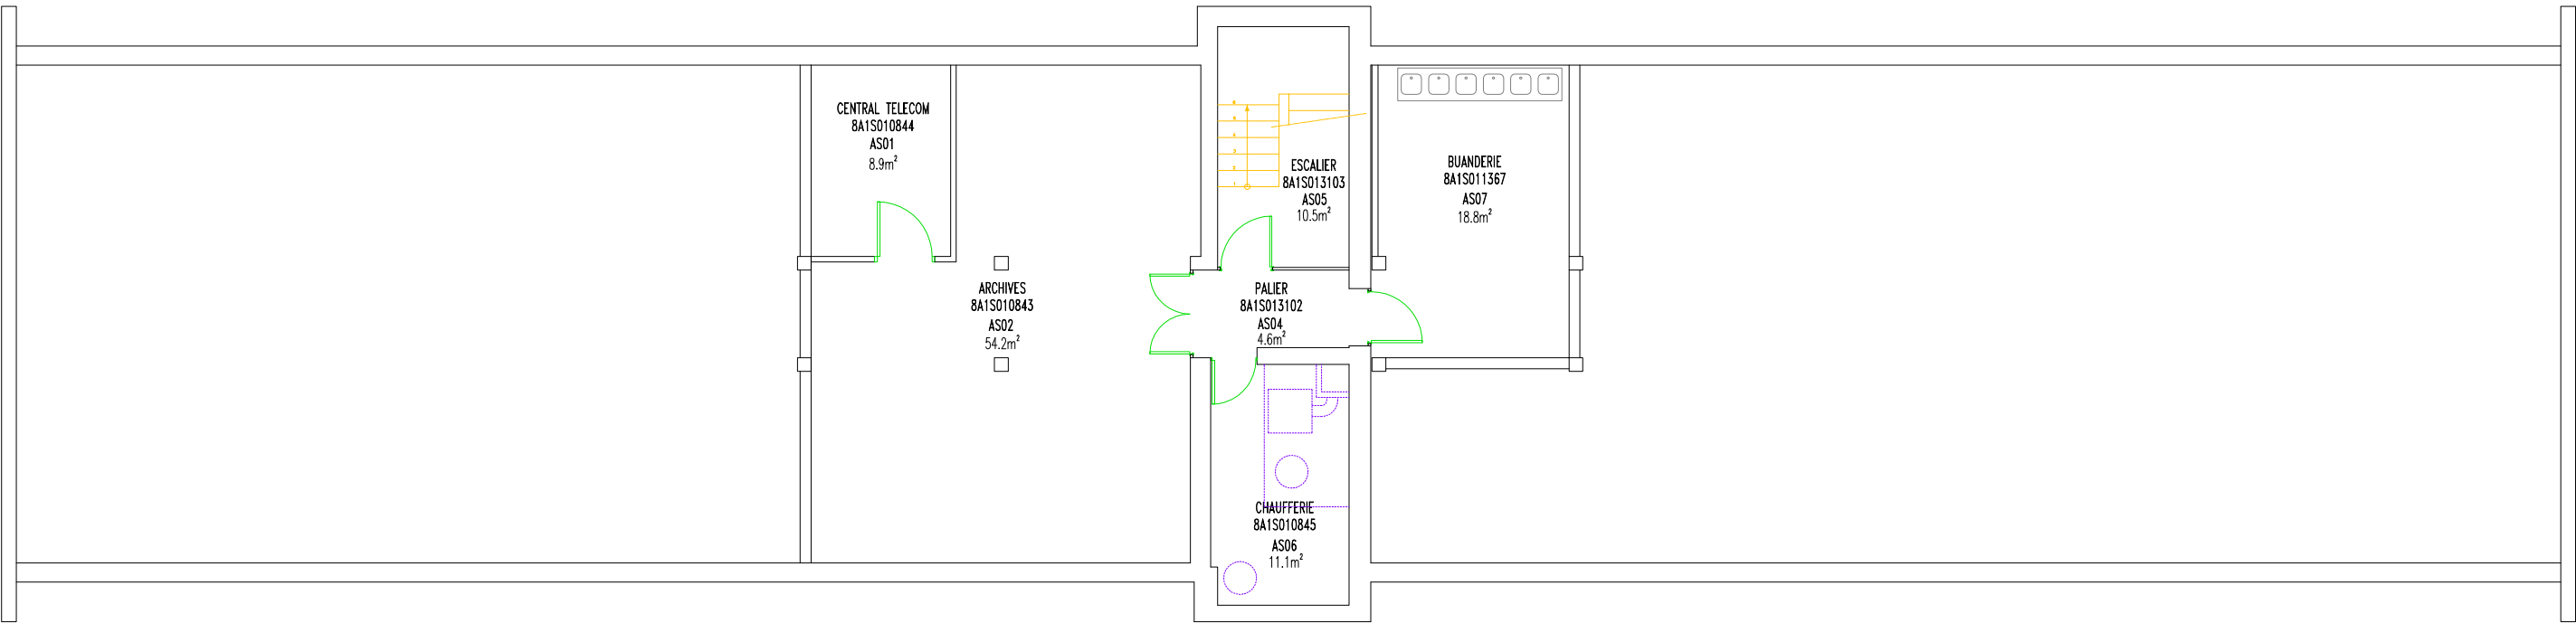 CENTRAL TELECOM
8A1S010844
AS01
8.9m²
ARCHIVES
8A1S010843
AS02
54.2m²
ESCALIER
8A1S013103
AS05
10.5m²
PALIER
8A1S013102
AS04
4.6m²
BUANDERIE
8A1S011367
AS07
18.8m²
CHAUFFERIE
8A1S010845
AS06
11.1m²